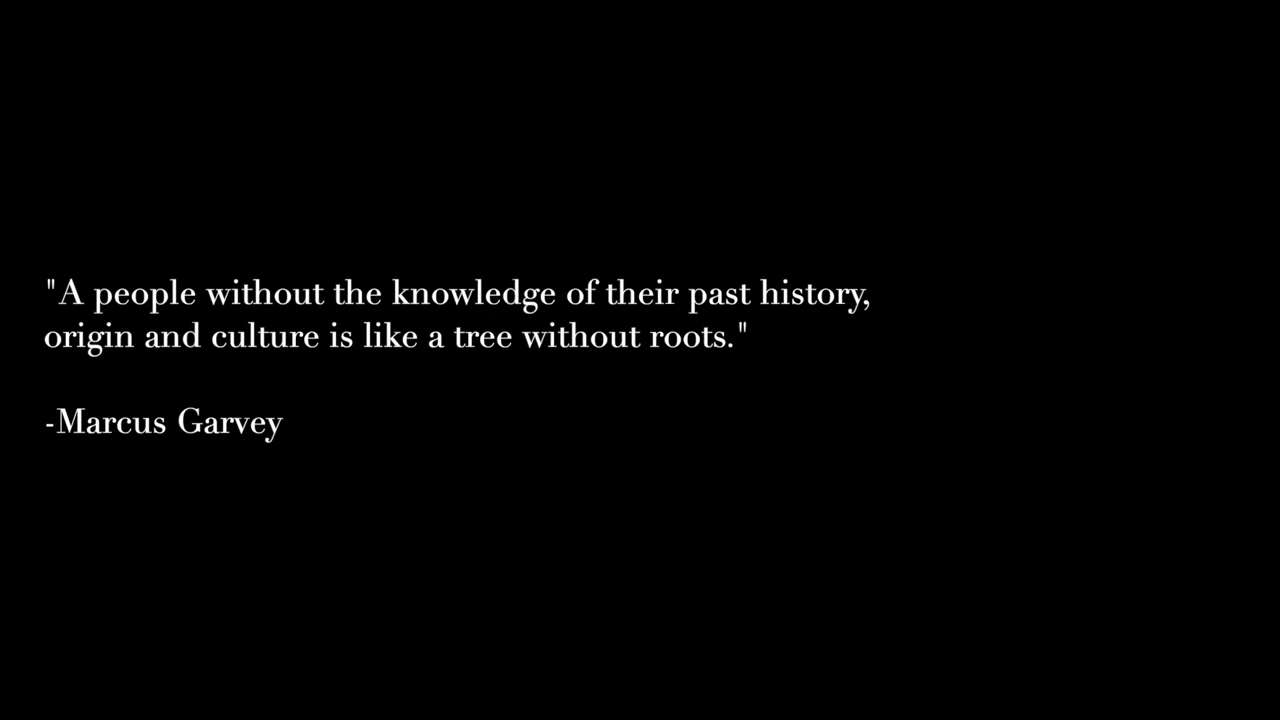 "A people without the knowledge of their past history,
origin and culture is like a tree without roots."
-Marcus Garvey